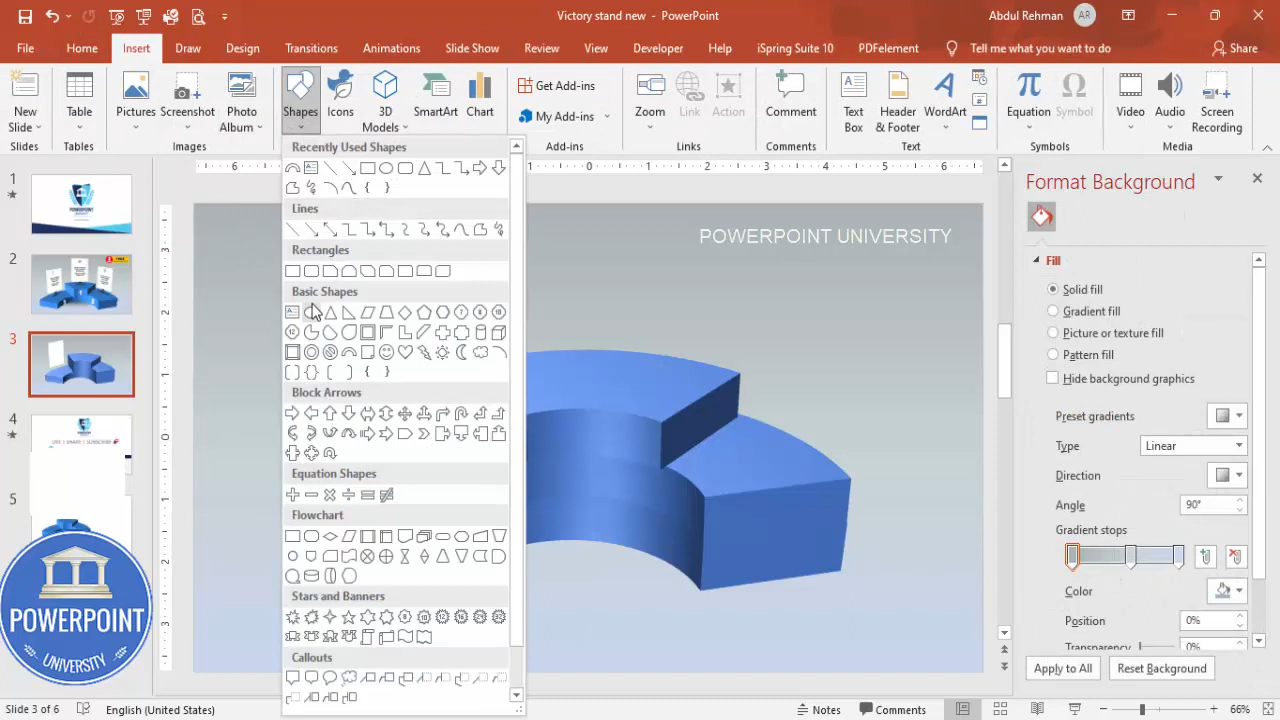 Victory stand new - PowerPoint
Abdul Rehman AR
File Home Insert Draw Design Transitions Animations Slide Show Review View Developer Help iSpring Suite 10 PDFelement Tell me what you want to do Share
New Slide
Table
Pictures
Screenshot
Photo Album
Shapes
Icons
3D Models
SmartArt
Chart
Get Add-ins
My Add-ins
Zoom
Link
Action
Comment
Text Box
Header & Footer
WordArt
Equation
Symbol
Video
Audio
Screen Recording
Slides Tables Images Add-ins Links Comments Text Symbols Media
Recently Used Shapes
Lines
Rectangles
Basic Shapes
Block Arrows
Equation Shapes
Flowchart
Stars and Banners
Callouts
1
2
3
4
5
POWERPOINT
UNIVERSITY
POWERPOINT UNIVERSITY
Format Background
Fill
Solid fill
Gradient fill
Picture or texture fill
Pattern fill
Hide background graphics
Preset gradients
Type Linear
Direction
Angle 90°
Gradient stops
Color
Position 0%
Transparency 0%
Apply to All Reset Background
Slide 3 of 6 English (United States) Notes Comments 66%